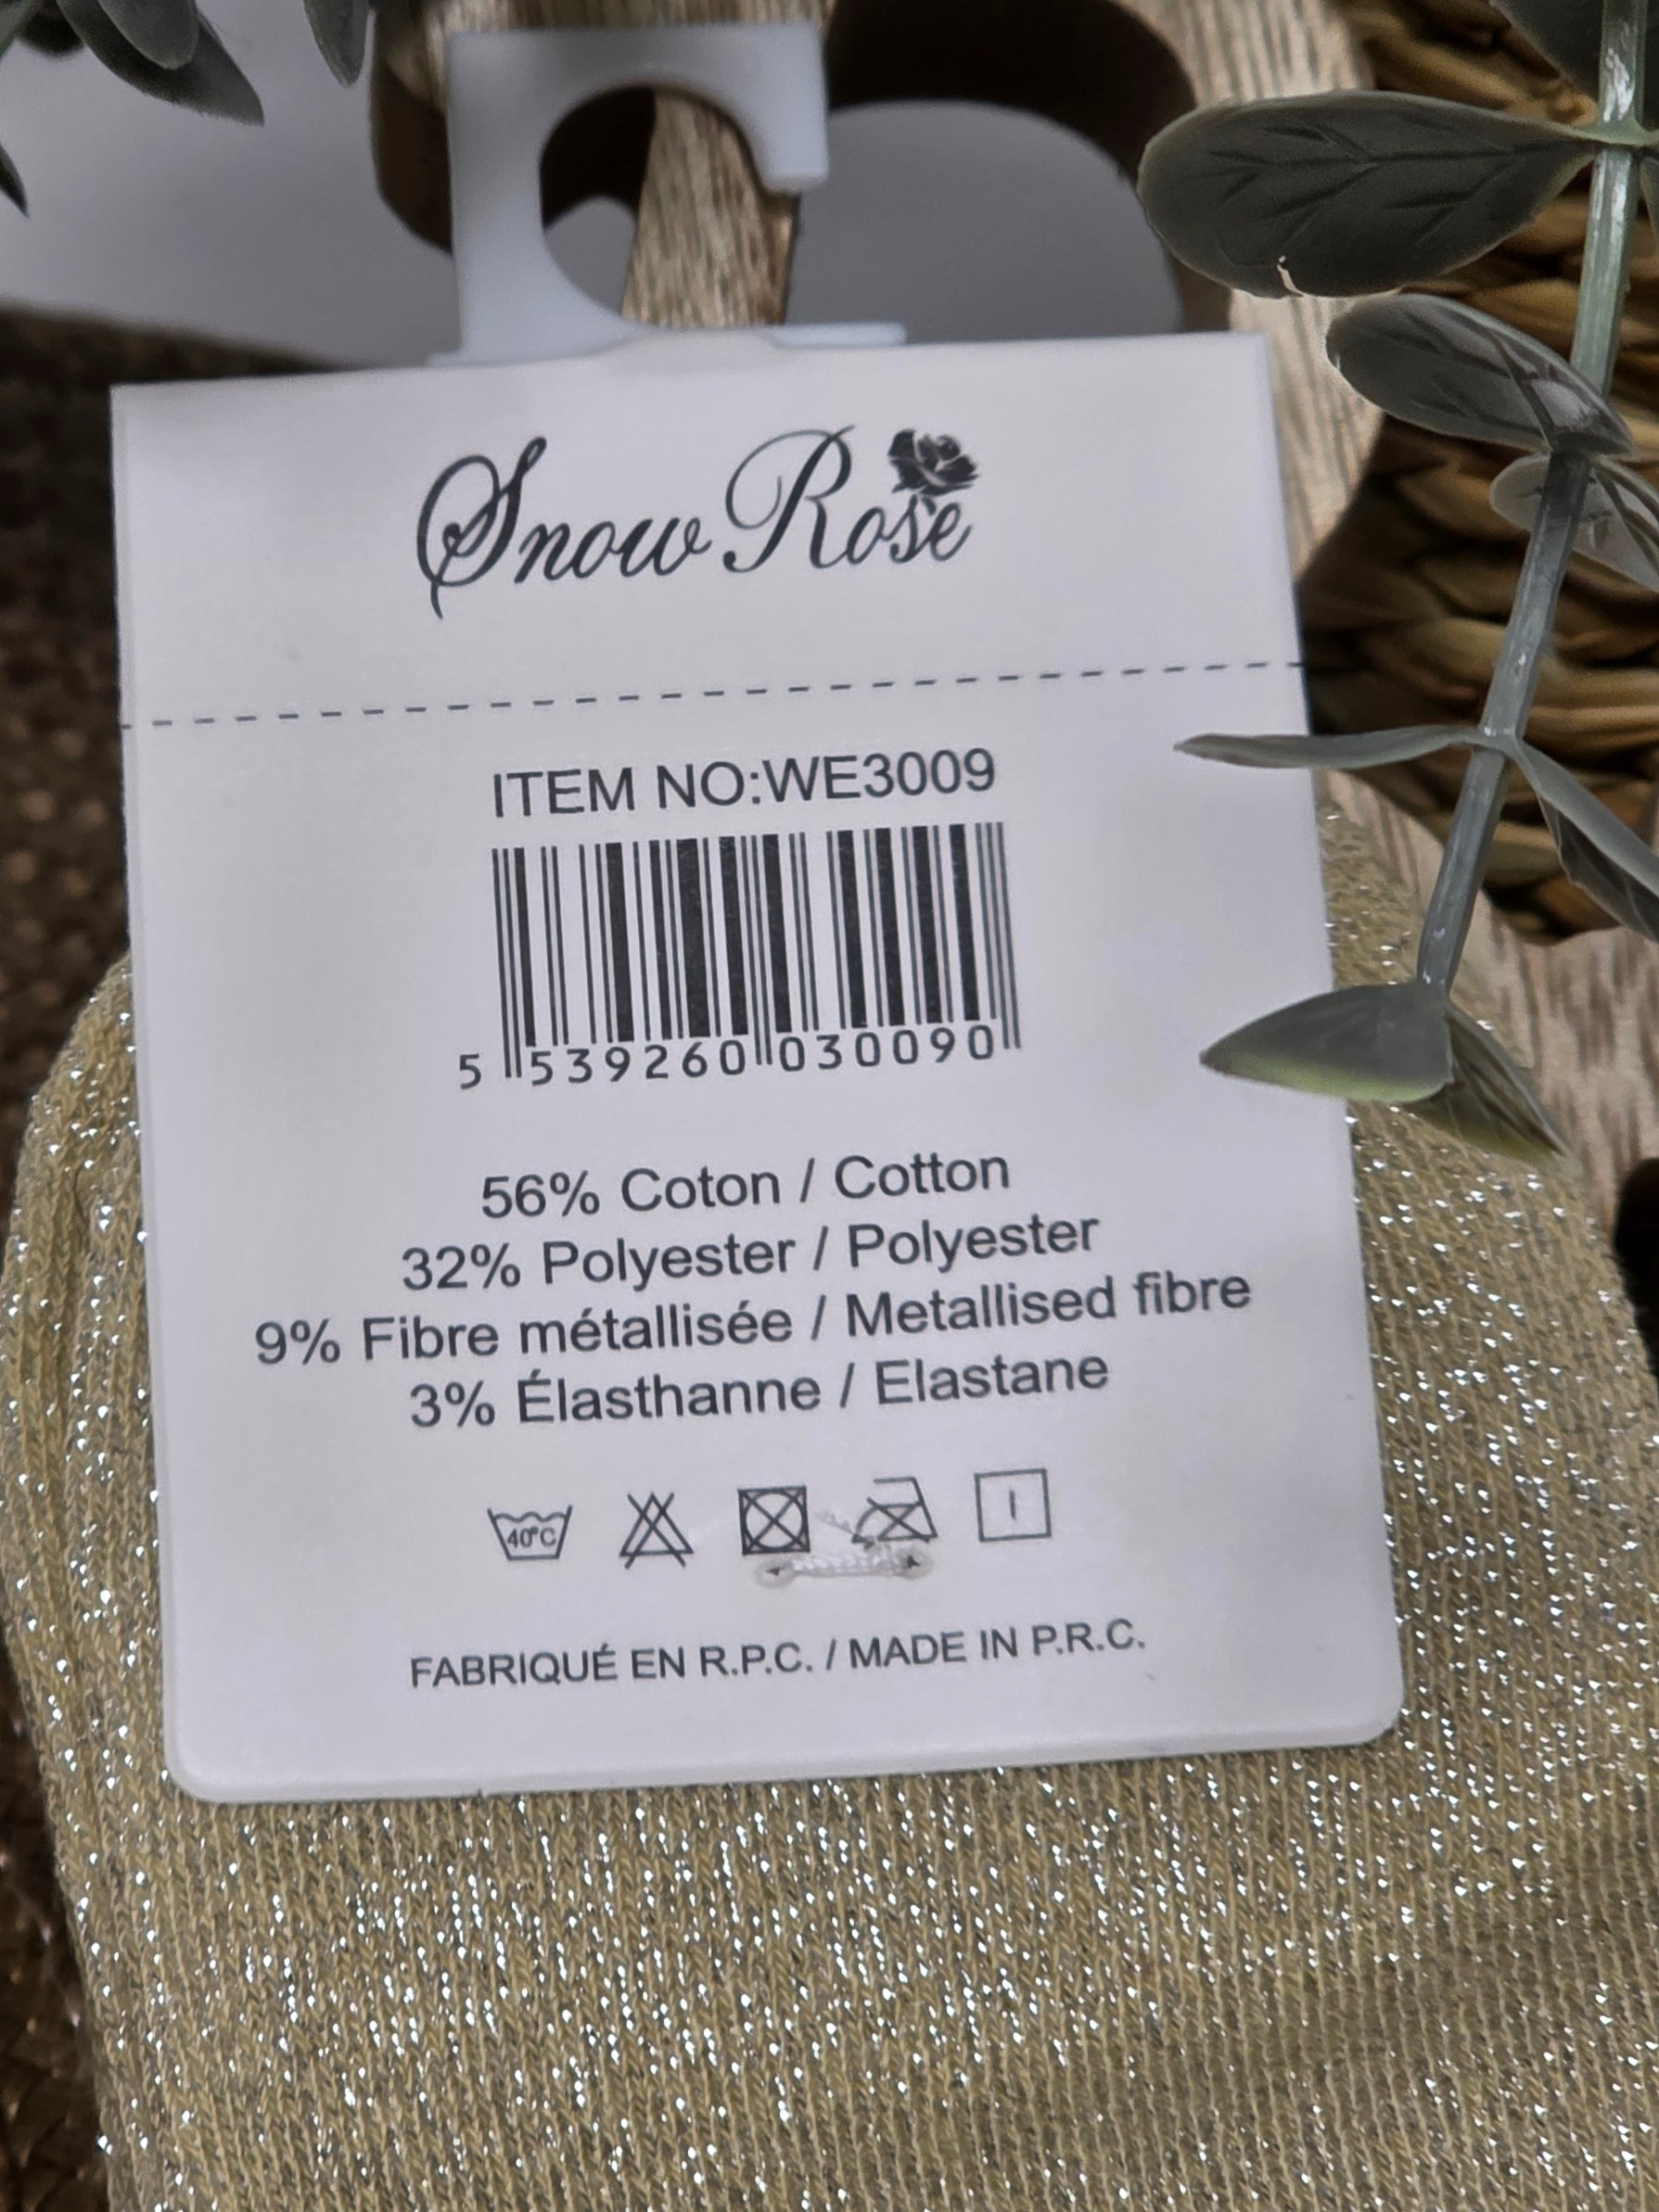 Snow Rose
ITEM NO:WE3009
5 539260 030090
56% Coton / Cotton
32% Polyester / Polyester
9% Fibre métallisée / Metallised fibre
3% Élasthanne / Elastane
40°C
FABRIQUÉ EN R.P.C. / MADE IN P.R.C.